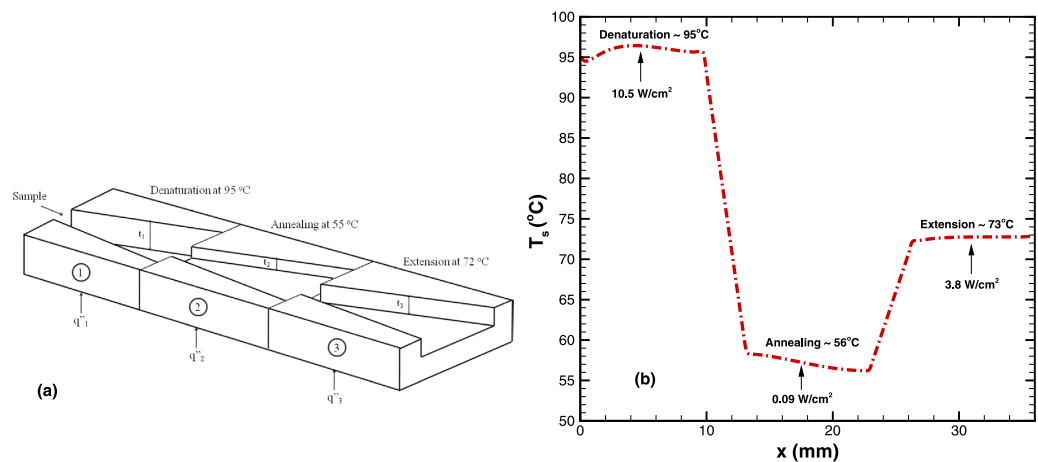 Sample
Denaturation at 95 °C
Annealing at 55 °C
Extension at 72 °C
t1
t2
t3
1
2
3
q"1
q"2
q"3
(a)
Denaturation ~ 95°C
10.5 W/cm²
Annealing ~ 56°C
0.09 W/cm²
Extension ~ 73°C
3.8 W/cm²
(b)
Ts (°C)
100
95
90
85
80
75
70
65
60
55
50
0
10
20
30
x (mm)